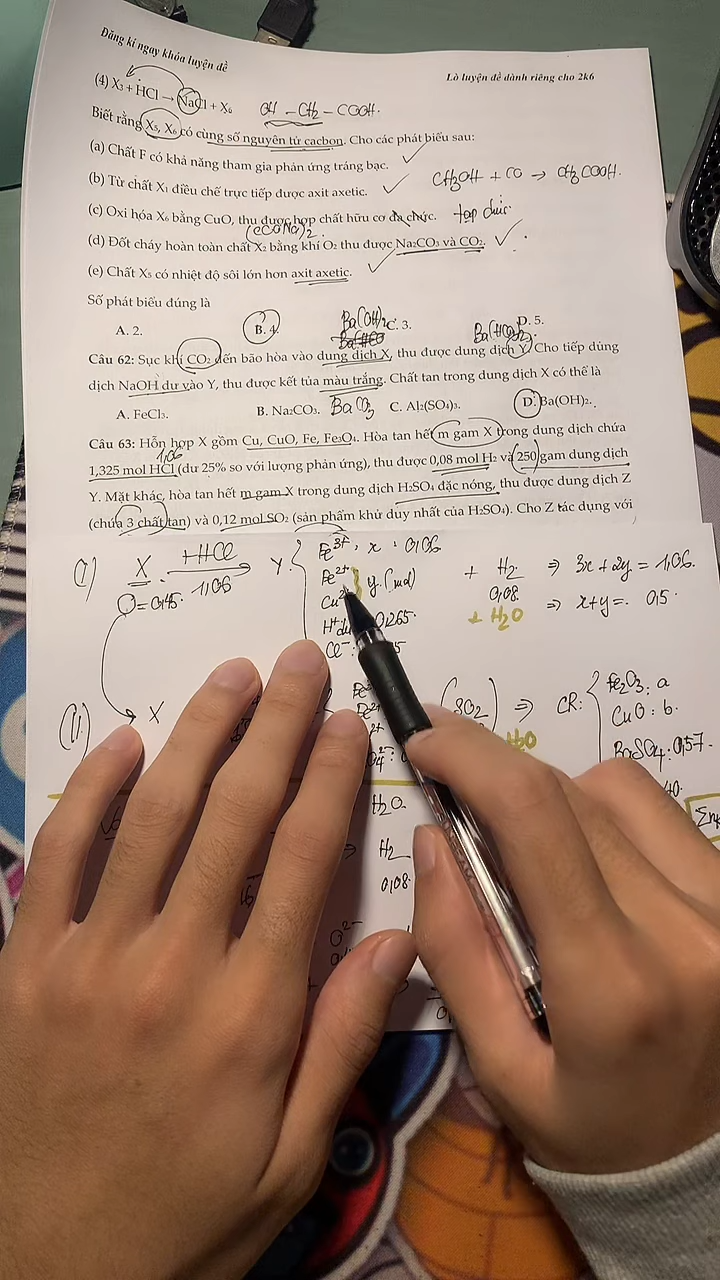 Đăng kí ngay khóa luyện đề
Lò luyện đề dành riêng cho 2k6
(4) X₃ + HCl → NaCl + X₆
OH – CH₂ – COOH.
Biết rằng X₅, X₆ có cùng số nguyên tử cacbon. Cho các phát biểu sau:
(a) Chất F có khả năng tham gia phản ứng tráng bạc. ✓
CH₃OH + CO → CH₃COOH.
(b) Từ chất X₁ điều chế trực tiếp được axit axetic. ✓
(c) Oxi hóa X₆ bằng CuO, thu được hợp chất hữu cơ đa chức. tạp chức.
(d) Đốt cháy hoàn toàn chất X₂ bằng khí O₂ thu được Na₂CO₃ và CO₂. ✓
(e) Chất X₅ có nhiệt độ sôi lớn hơn axit axetic. ✓
Số phát biểu đúng là
A. 2. B. 4. C. 3. D. 5.
Ba(OH)₂
Câu 62: Sục khí CO₂ đến bão hòa vào dung dịch X, thu được dung dịch Y. Cho tiếp dùng
dịch NaOH dư vào Y, thu được kết tủa màu trắng. Chất tan trong dung dịch X có thể là
A. FeCl₃. B. Na₂CO₃. BaCO₃ C. Al₂(SO₄)₃. D. Ba(OH)₂.
Câu 63: Hỗn hợp X gồm Cu, CuO, Fe, Fe₃O₄. Hòa tan hết m gam X trong dung dịch chứa
1,06
1,325 mol HCl (dư 25% so với lượng phản ứng), thu được 0,08 mol H₂ và 250 gam dung dịch
Y. Mặt khác, hòa tan hết m gam X trong dung dịch H₂SO₄ đặc nóng, thu được dung dịch Z
(chứa 3 chất tan) và 0,12 mol SO₂ (sản phẩm khử duy nhất của H₂SO₄). Cho Z tác dụng với
Fe³⁺: x : 0,06
I) X +HCl → Y:
Fe²⁺ y (mol) + H₂ ⇒ 3x + 2y = 1,06.
O = 0,45. 1,06
0,08. ⇒ x+y = 0,5.
+ H₂O
0,265.
Cl⁻:
Fe₂O₃: a
(II) X
SO₂ ⇒ CR:
CuO : b.
BaSO₄: 0,57.
H₂O.
H₂
0,08.
O²⁻